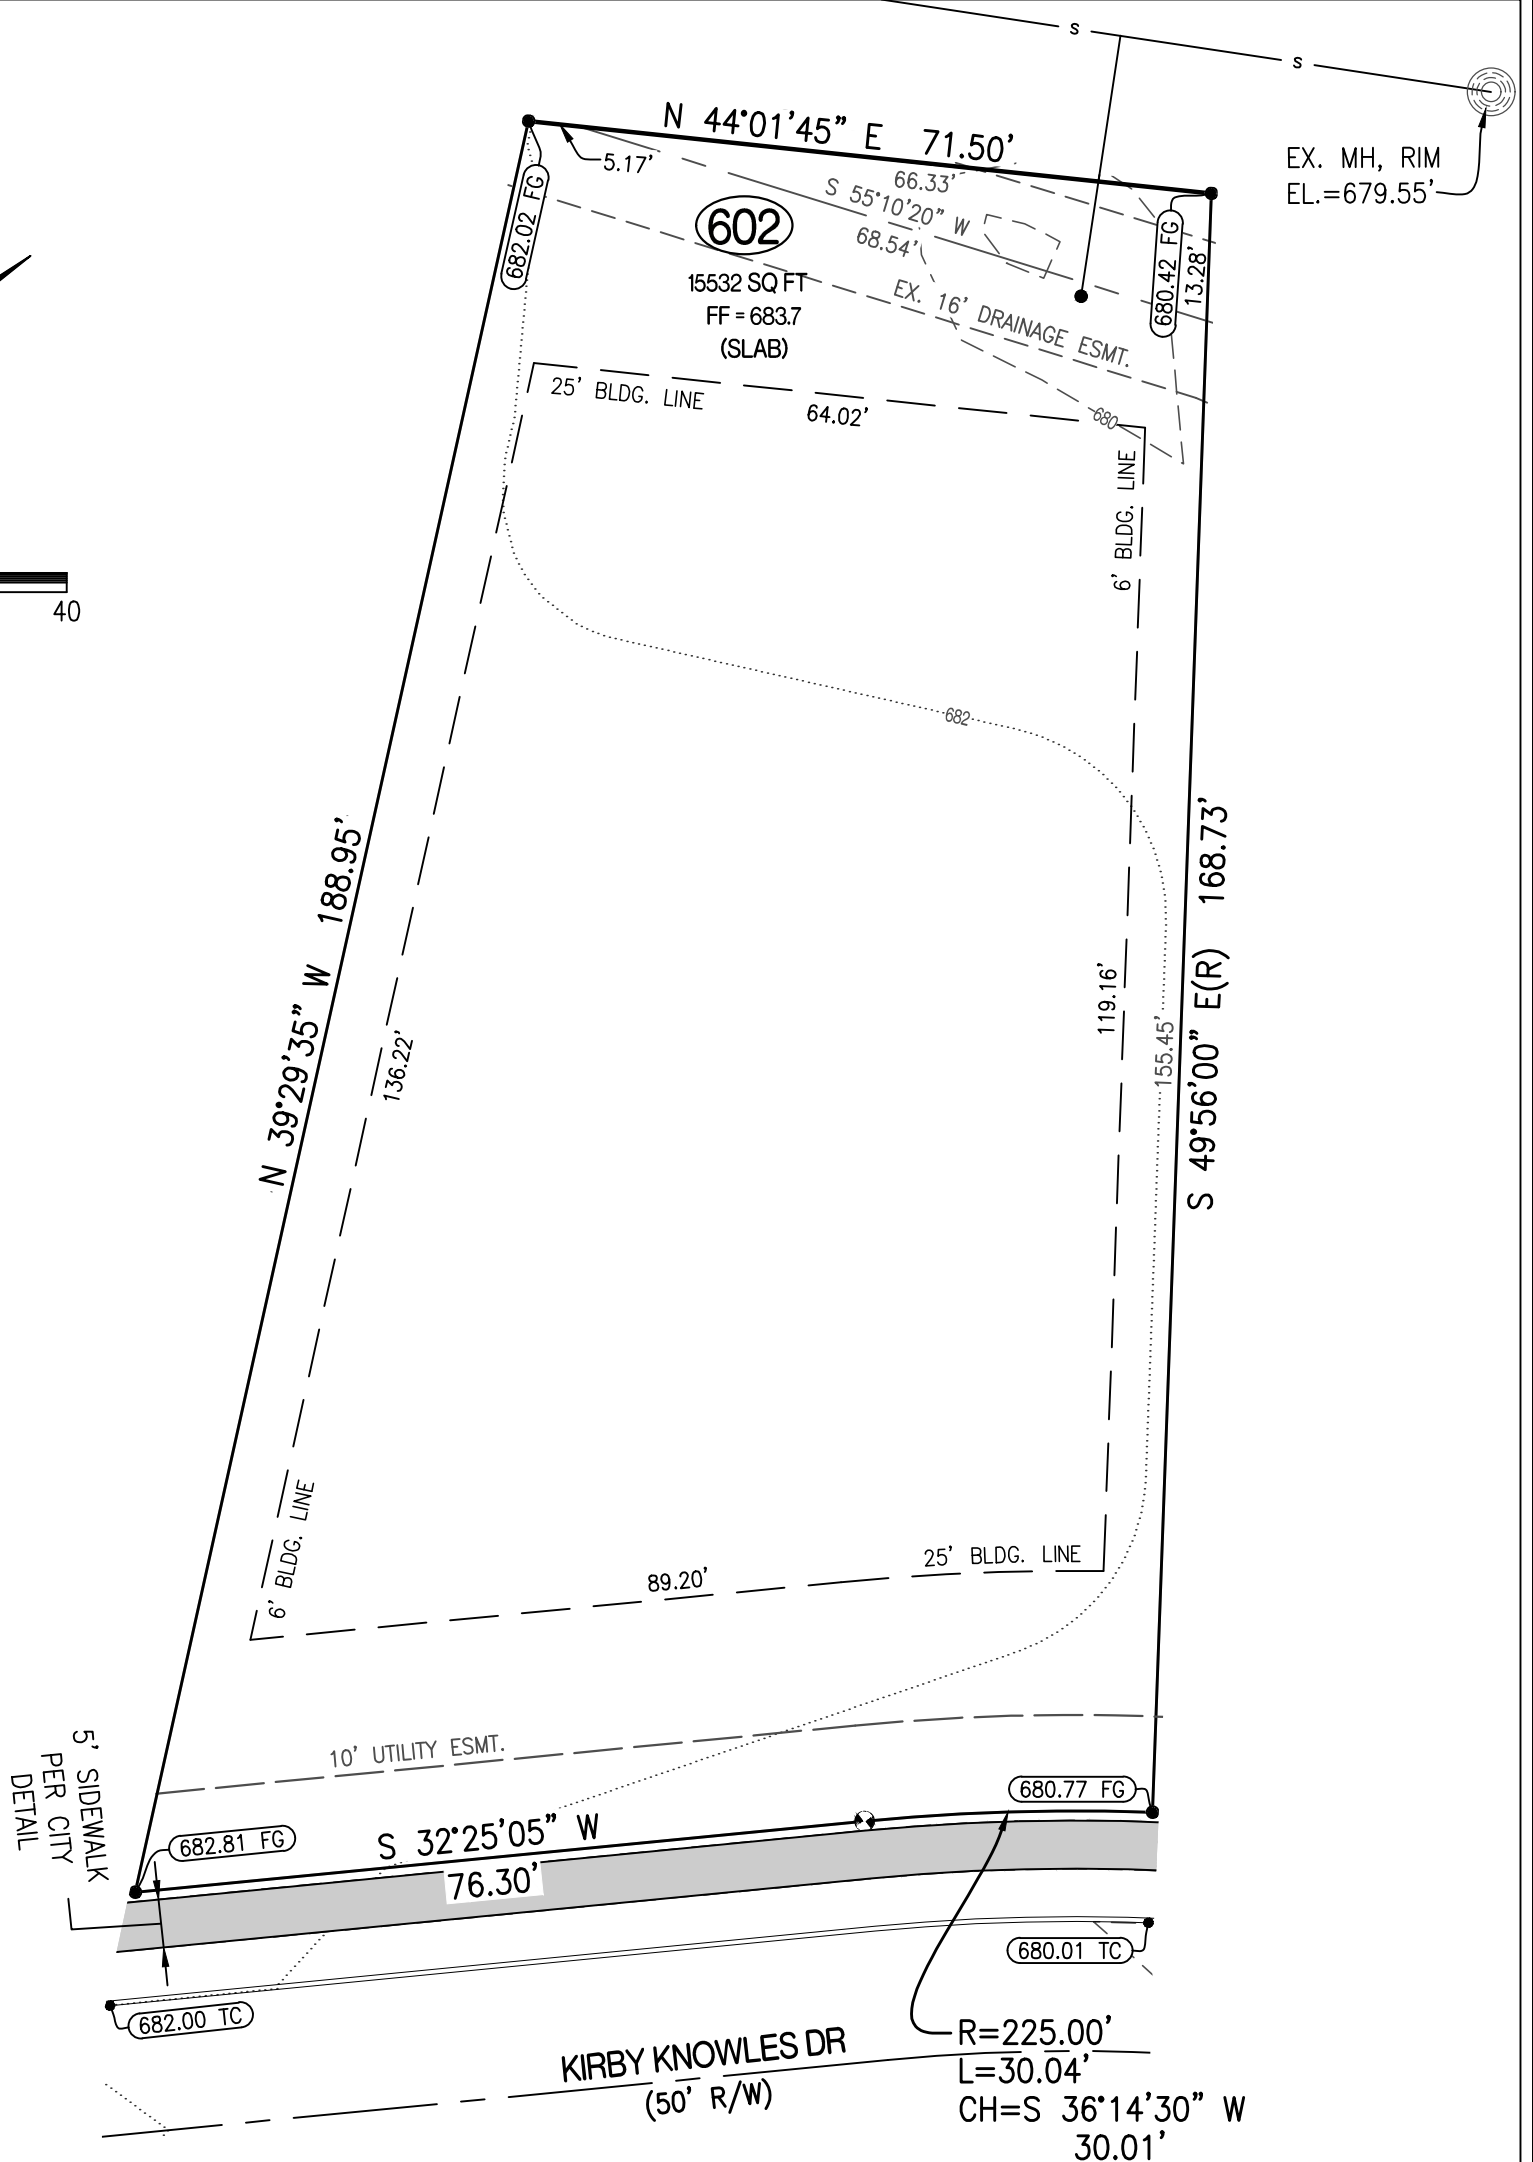 s
s
EX. MH, RIM
EL.=679.55'
N 44°01'45" E 71.50'
5.17'
66.33'
S 55°10'20" W
68.54'
682.02 FG
602
15532 SQ FT
FF = 683.7
(SLAB)
680.42 FG
13.28'
EX. 16' DRAINAGE ESMT.
25' BLDG. LINE
64.02'
680
6' BLDG. LINE
40
682
N 39°29'35" W 188.95'
136.22'
119.16'
155.45'
S 49°56'00" E(R) 168.73'
6' BLDG. LINE
89.20'
25' BLDG. LINE
10' UTILITY ESMT.
5' SIDEWALK
PER CITY
DETAIL
682.81 FG
S 32°25'05" W
76.30'
680.77 FG
680.01 TC
682.00 TC
KIRBY KNOWLES DR
(50' R/W)
R=225.00'
L=30.04'
CH=S 36°14'30" W
30.01'